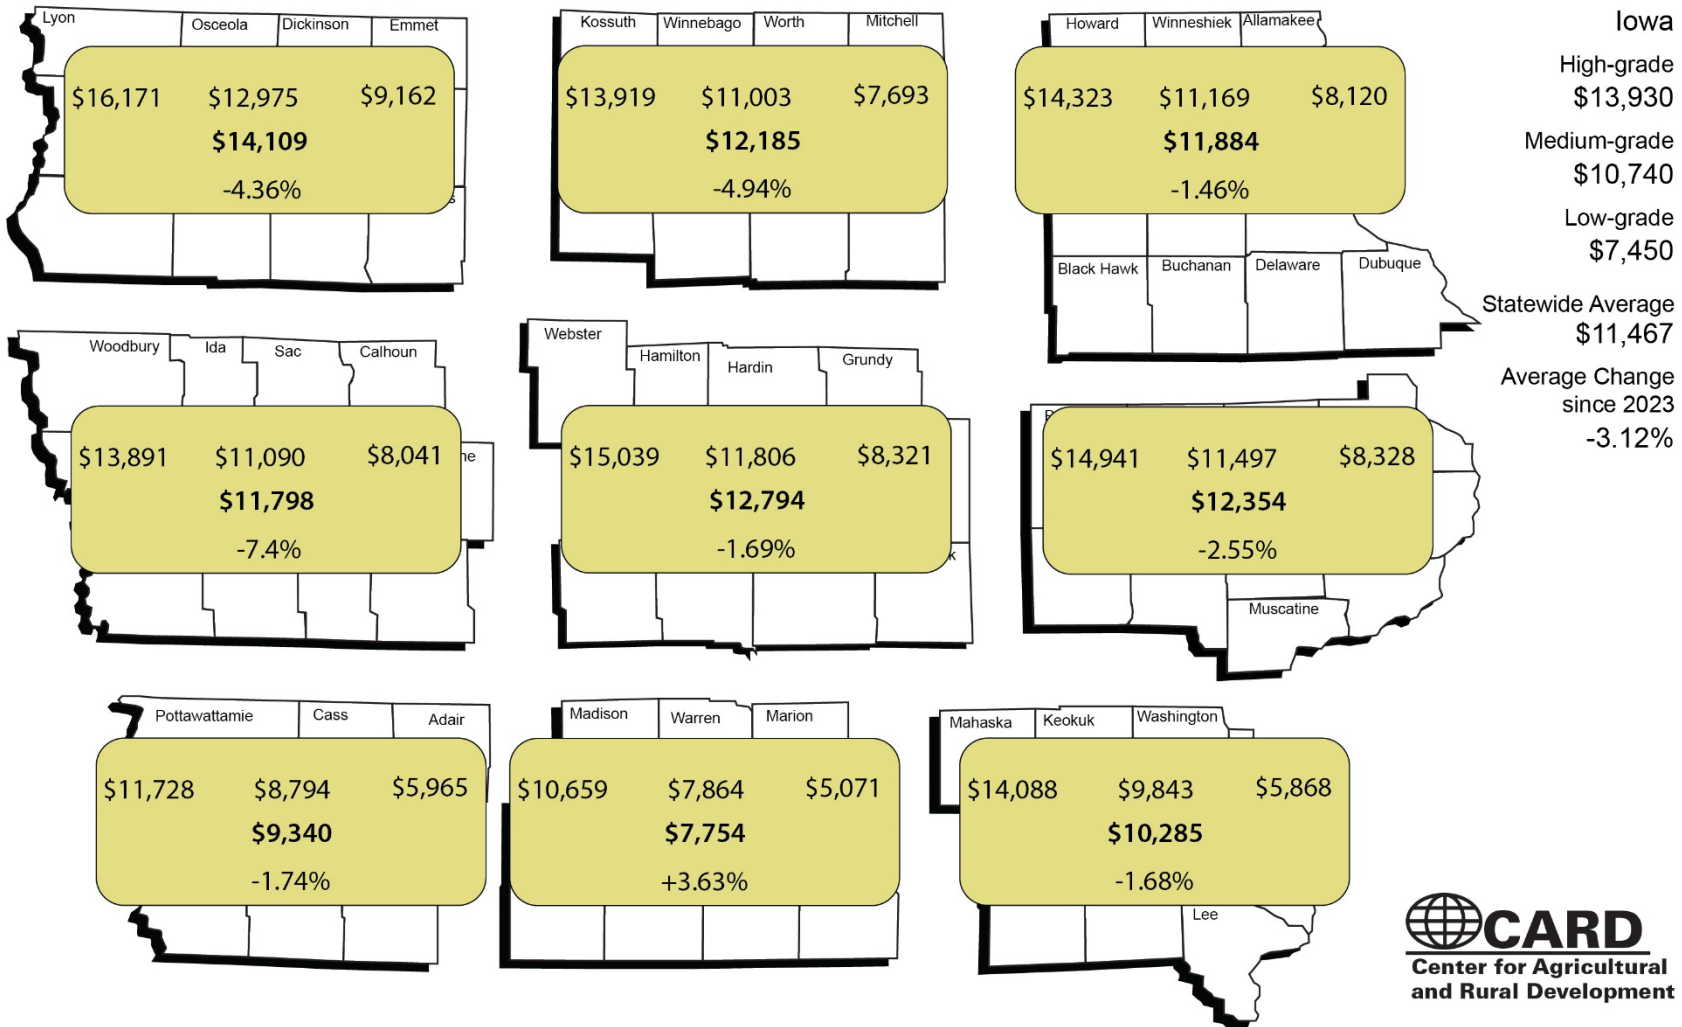 Lyon
Osceola
Dickinson
Emmet
$16,171 $12,975 $9,162
$14,109
-4.36%
s
Kossuth
Winnebago
Worth
Mitchell
$13,919 $11,003 $7,693
$12,185
-4.94%
Howard
Winneshiek
Allamakee
$14,323 $11,169 $8,120
$11,884
-1.46%
Black Hawk
Buchanan
Delaware
Dubuque
Iowa
High-grade
$13,930
Medium-grade
$10,740
Low-grade
$7,450
Statewide Average
$11,467
Average Change
since 2023
-3.12%
Woodbury
Ida
Sac
Calhoun
$13,891 $11,090 $8,041
$11,798
-7.4%
ne
Webster
Hamilton
Hardin
Grundy
$15,039 $11,806 $8,321
$12,794
-1.69%
k
$14,941 $11,497 $8,328
$12,354
-2.55%
Muscatine
Pottawattamie
Cass
Adair
$11,728 $8,794 $5,965
$9,340
-1.74%
Madison
Warren
Marion
$10,659 $7,864 $5,071
$7,754
+3.63%
Mahaska
Keokuk
Washington
$14,088 $9,843 $5,868
$10,285
-1.68%
Lee
CARD
Center for Agricultural
and Rural Development